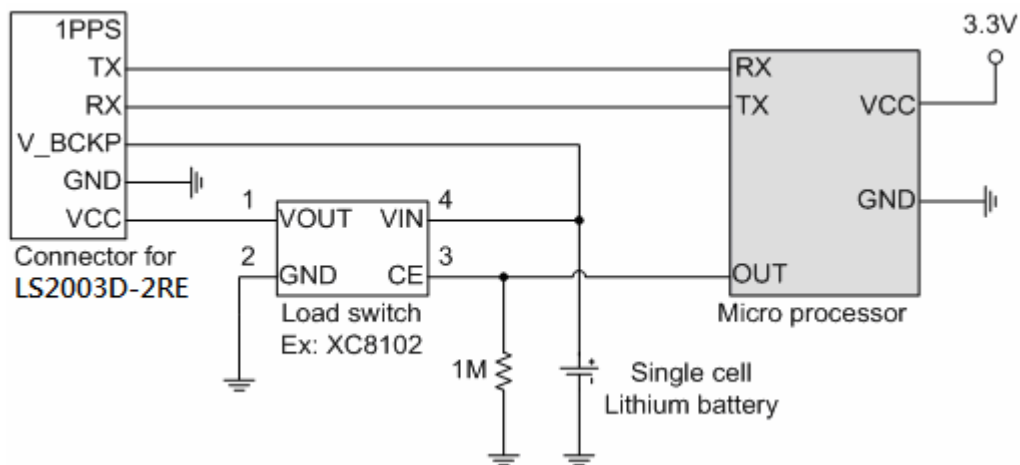 1PPS
TX
RX
V_BCKP
GND
VCC
Connector for
LS2003D-2RE
1
2
VOUT
GND
VIN
CE
4
3
Load switch
Ex: XC8102
1M
+
-
Single cell
Lithium battery
RX
TX
OUT
VCC
GND
Micro processor
3.3V